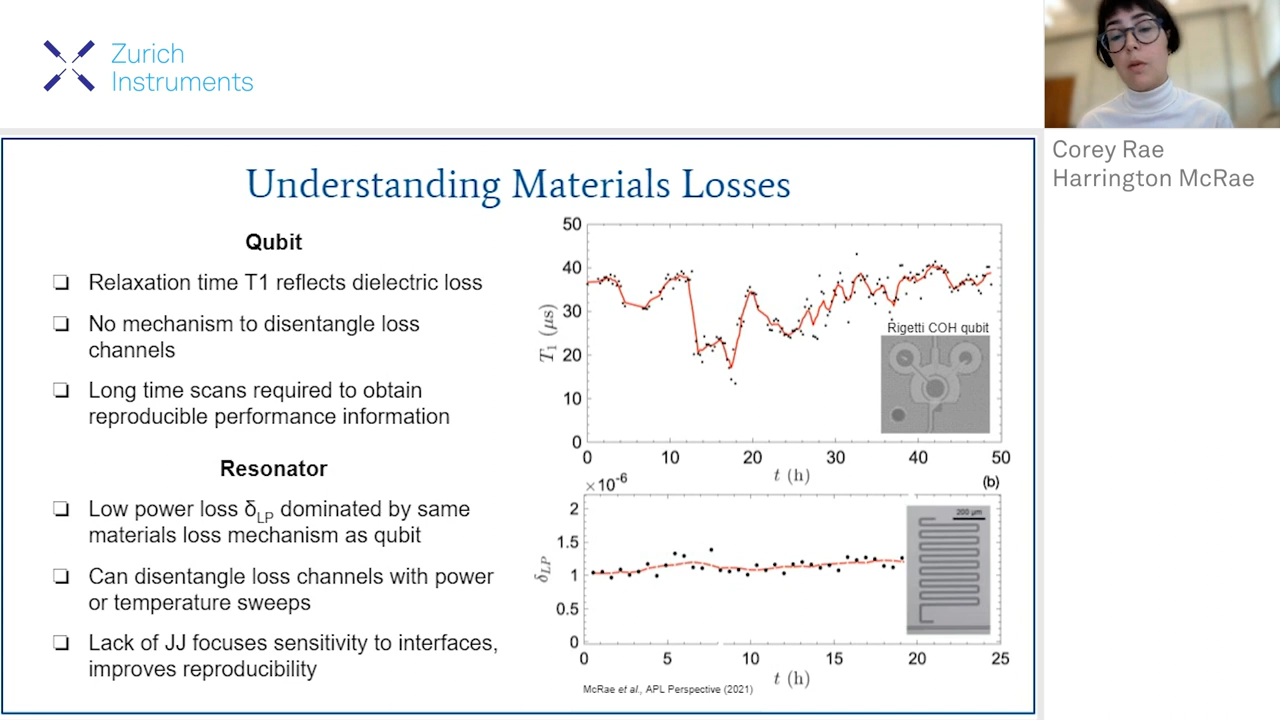 Zurich
Instruments
Corey Rae
Harrington McRae
Understanding Materials Losses
Qubit
❏ Relaxation time T1 reflects dielectric loss
❏ No mechanism to disentangle loss
channels
❏ Long time scans required to obtain
reproducible performance information
Resonator
❏ Low power loss δLP dominated by same
materials loss mechanism as qubit
❏ Can disentangle loss channels with power
or temperature sweeps
❏ Lack of JJ focuses sensitivity to interfaces,
improves reproducibility
50
40
30
20
10
0
T1 (μs)
Rigetti COH qubit
0 10 20 30 40 50
t (h)
(b)
×10-6
2
1.5
1
0.5
0
δLP
200 μm
0 5 10 15 20 25
t (h)
McRae et al., APL Perspective (2021)